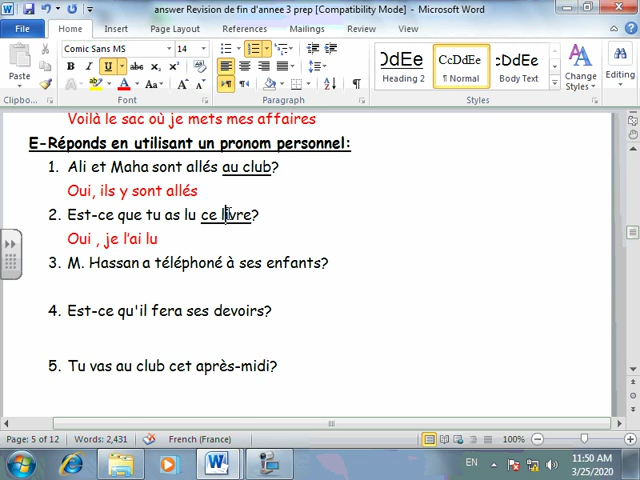 answer Revision de fin d'annee 3 prep [Compatibility Mode] - Microsoft Word
File Home Insert Page Layout References Mailings Review View
Comic Sans MS 14
Paste
B I U abc x₂ x²
AaBbCcDdEe AaBbCcDdEe AaBbCcDdEe
Heading 2 ¶ Normal Body Text
Change Styles Editing
Clipbo... Font Paragraph Styles
Voilà le sac où je mets mes affaires
E-Réponds en utilisant un pronom personnel:
1. Ali et Maha sont allés au club?
Oui, ils y sont allés
2. Est-ce que tu as lu ce livre?
Oui , je l'ai lu
3. M. Hassan a téléphoné à ses enfants?
4. Est-ce qu'il fera ses devoirs?
5. Tu vas au club cet après-midi?
Page: 5 of 12 Words: 2,431 French (France) 100%
EN 11:50 AM
3/25/2020